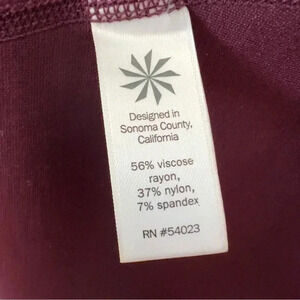 Designed in
Sonoma County,
California
56% viscose
rayon,
37% nylon,
7% spandex
RN #54023